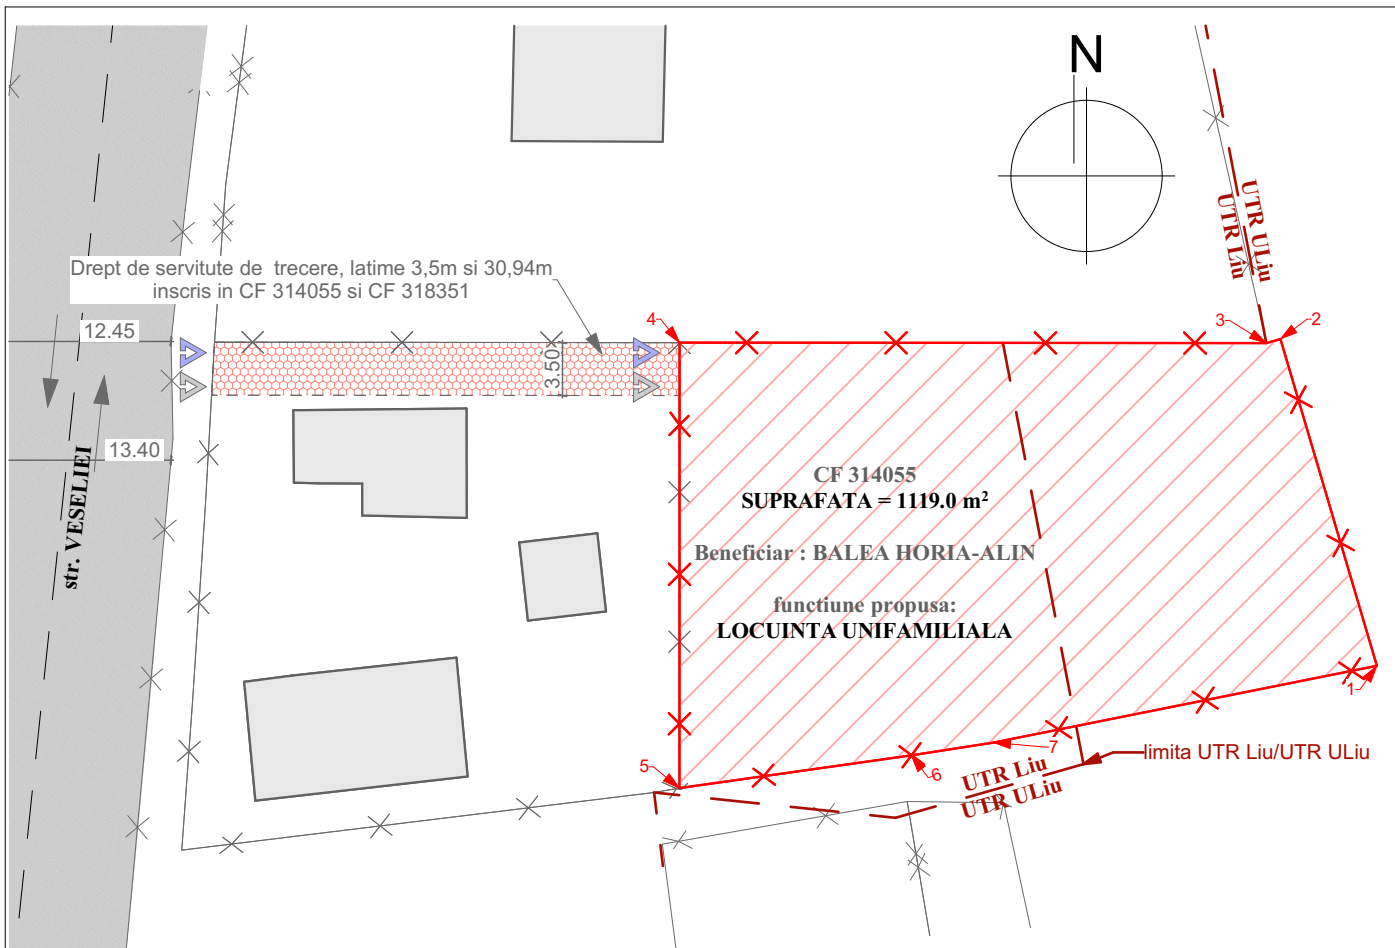 N
UTR ULiu
UTR Liu
Drept de servitute de trecere, latime 3,5m si 30,94m
inscris in CF 314055 si CF 318351
12.45
4
3
2
3.50
13.40
str. VESELIEI
CF 314055
SUPRAFATA = 1119.0 m²
Beneficiar : BALEA HORIA-ALIN
functiune propusa:
LOCUINTA UNIFAMILIALA
1
7
limita UTR Liu/UTR ULiu
5
6
UTR Liu
UTR ULiu